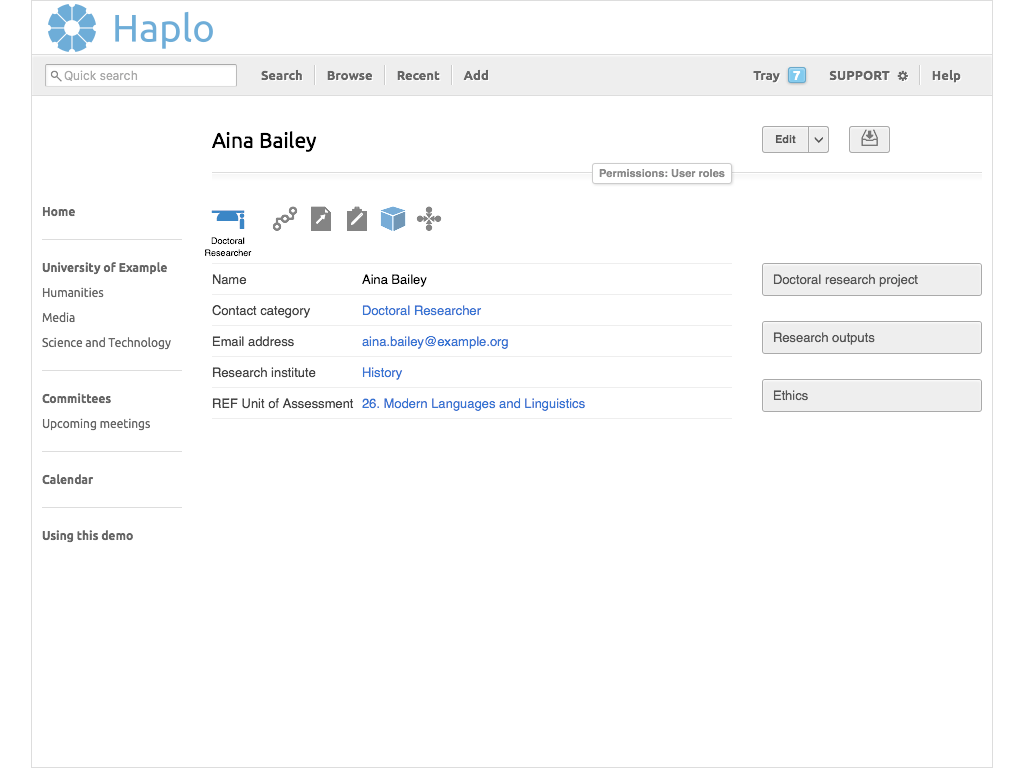 Haplo
Quick search
Search
Browse
Recent
Add
Tray 7
SUPPORT
Help
Aina Bailey
Edit
Permissions: User roles
Home
University of Example
Humanities
Media
Science and Technology
Committees
Upcoming meetings
Calendar
Using this demo
Doctoral
Researcher
Name Aina Bailey
Contact category Doctoral Researcher
Email address aina.bailey@example.org
Research institute History
REF Unit of Assessment 26. Modern Languages and Linguistics
Doctoral research project
Research outputs
Ethics